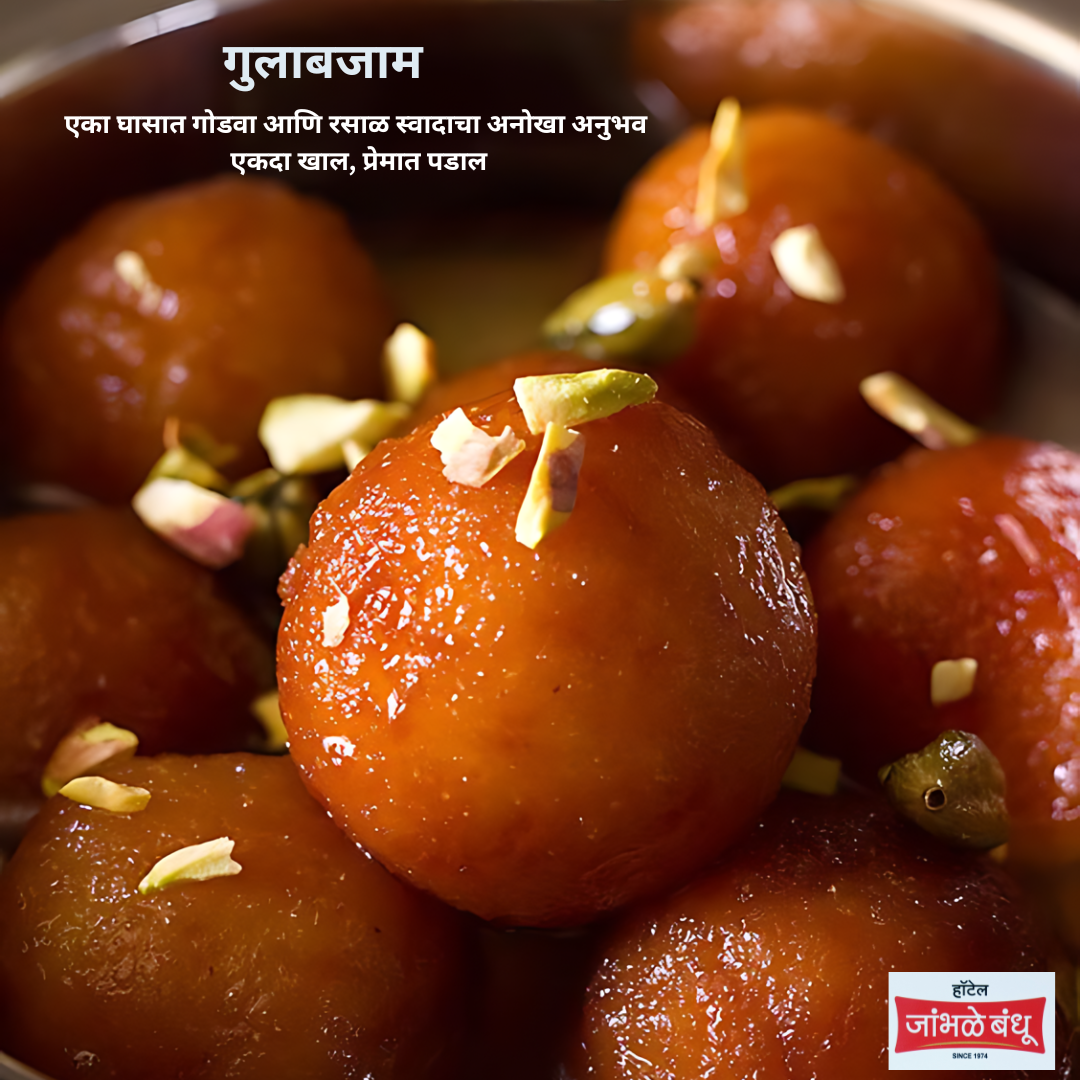 गुलाबजाम
एका घासात गोडवा आणि रसाळ स्वादाचा अनोखा अनुभव
एकदा खाल, प्रेमात पडाल
हॉटेल
जांभळे बंधू
SINCE 1974